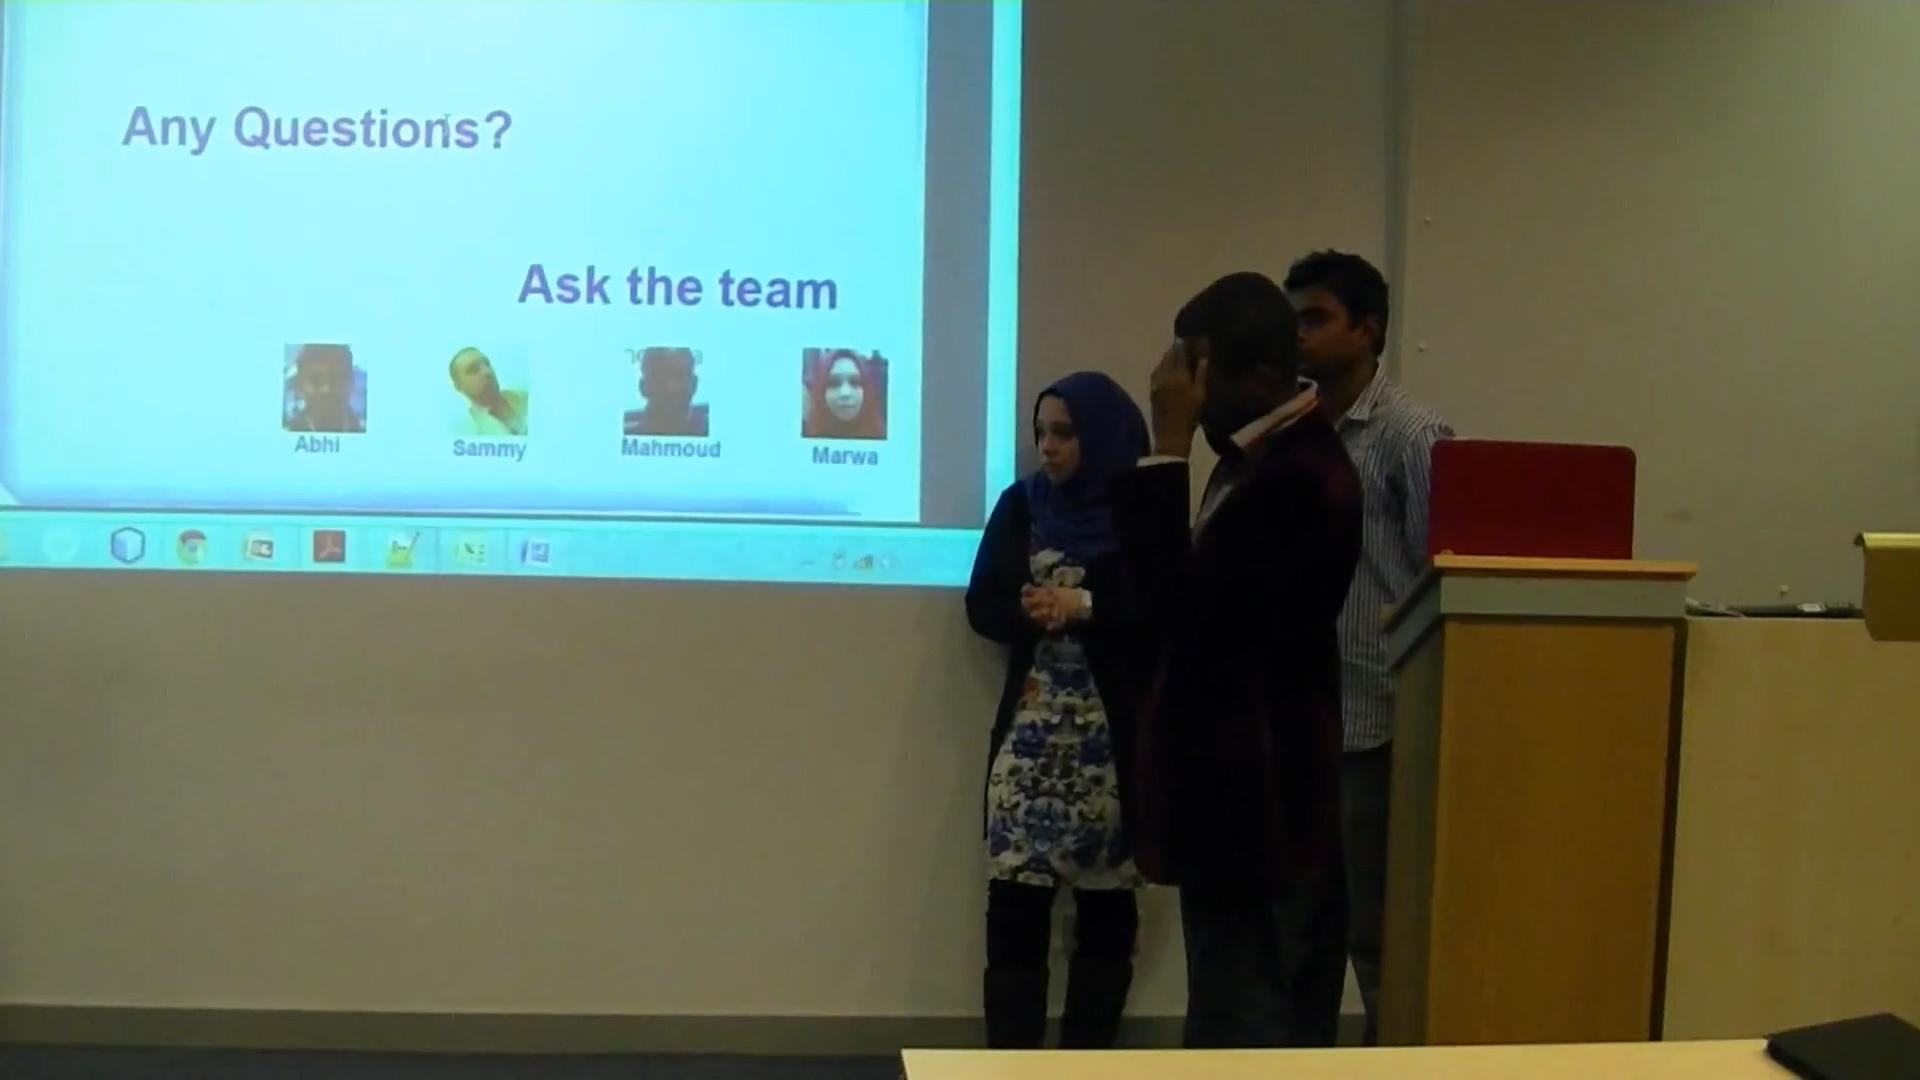 Any Questions?
Ask the team
Abhi
Sammy
Mahmoud
Marwa